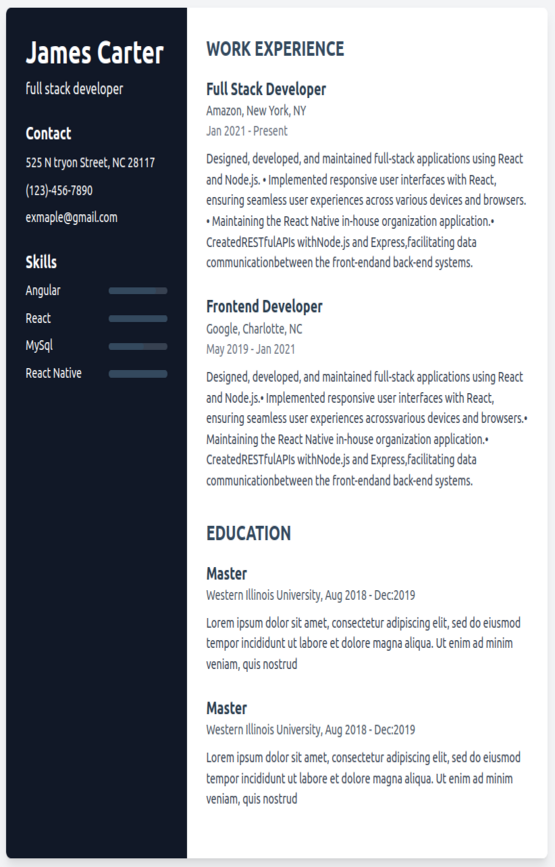 James Carter
full stack developer
Contact
525 N tryon Street, NC 28117
(123)-456-7890
exmaple@gmail.com
Skills
Angular
React
MySql
React Native
WORK EXPERIENCE
Full Stack Developer
Amazon, New York, NY
Jan 2021 - Present
Designed, developed, and maintained full-stack applications using React
and Node.js. • Implemented responsive user interfaces with React,
ensuring seamless user experiences across various devices and browsers.
• Maintaining the React Native in-house organization application.•
CreatedRESTfulAPIs withNode.js and Express,facilitating data
communicationbetween the front-endand back-end systems.
Frontend Developer
Google, Charlotte, NC
May 2019 - Jan 2021
Designed, developed, and maintained full-stack applications using React
and Node.js.• Implemented responsive user interfaces with React,
ensuring seamless user experiences acrossvarious devices and browsers.•
Maintaining the React Native in-house organization application.•
CreatedRESTfulAPIs withNode.js and Express,facilitating data
communicationbetween the front-endand back-end systems.
EDUCATION
Master
Western Illinois University, Aug 2018 - Dec:2019
Lorem ipsum dolor sit amet, consectetur adipiscing elit, sed do eiusmod
tempor incididunt ut labore et dolore magna aliqua. Ut enim ad minim
veniam, quis nostrud
Master
Western Illinois University, Aug 2018 - Dec:2019
Lorem ipsum dolor sit amet, consectetur adipiscing elit, sed do eiusmod
tempor incididunt ut labore et dolore magna aliqua. Ut enim ad minim
veniam, quis nostrud